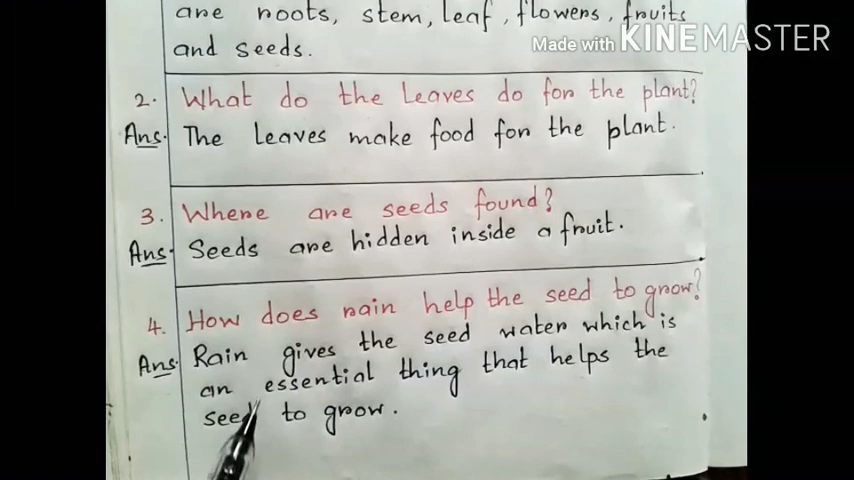 are roots, stem, leaf, flowers, fruits
and seeds.
Made with KINEMASTER
2. What do the leaves do for the plant?
Ans. The leaves make food for the plant.
3. Where are seeds found?
Ans. Seeds are hidden inside a fruit.
4. How does rain help the seed to grow?
Ans. Rain gives the seed water which is
an essential thing that helps the
seed to grow.